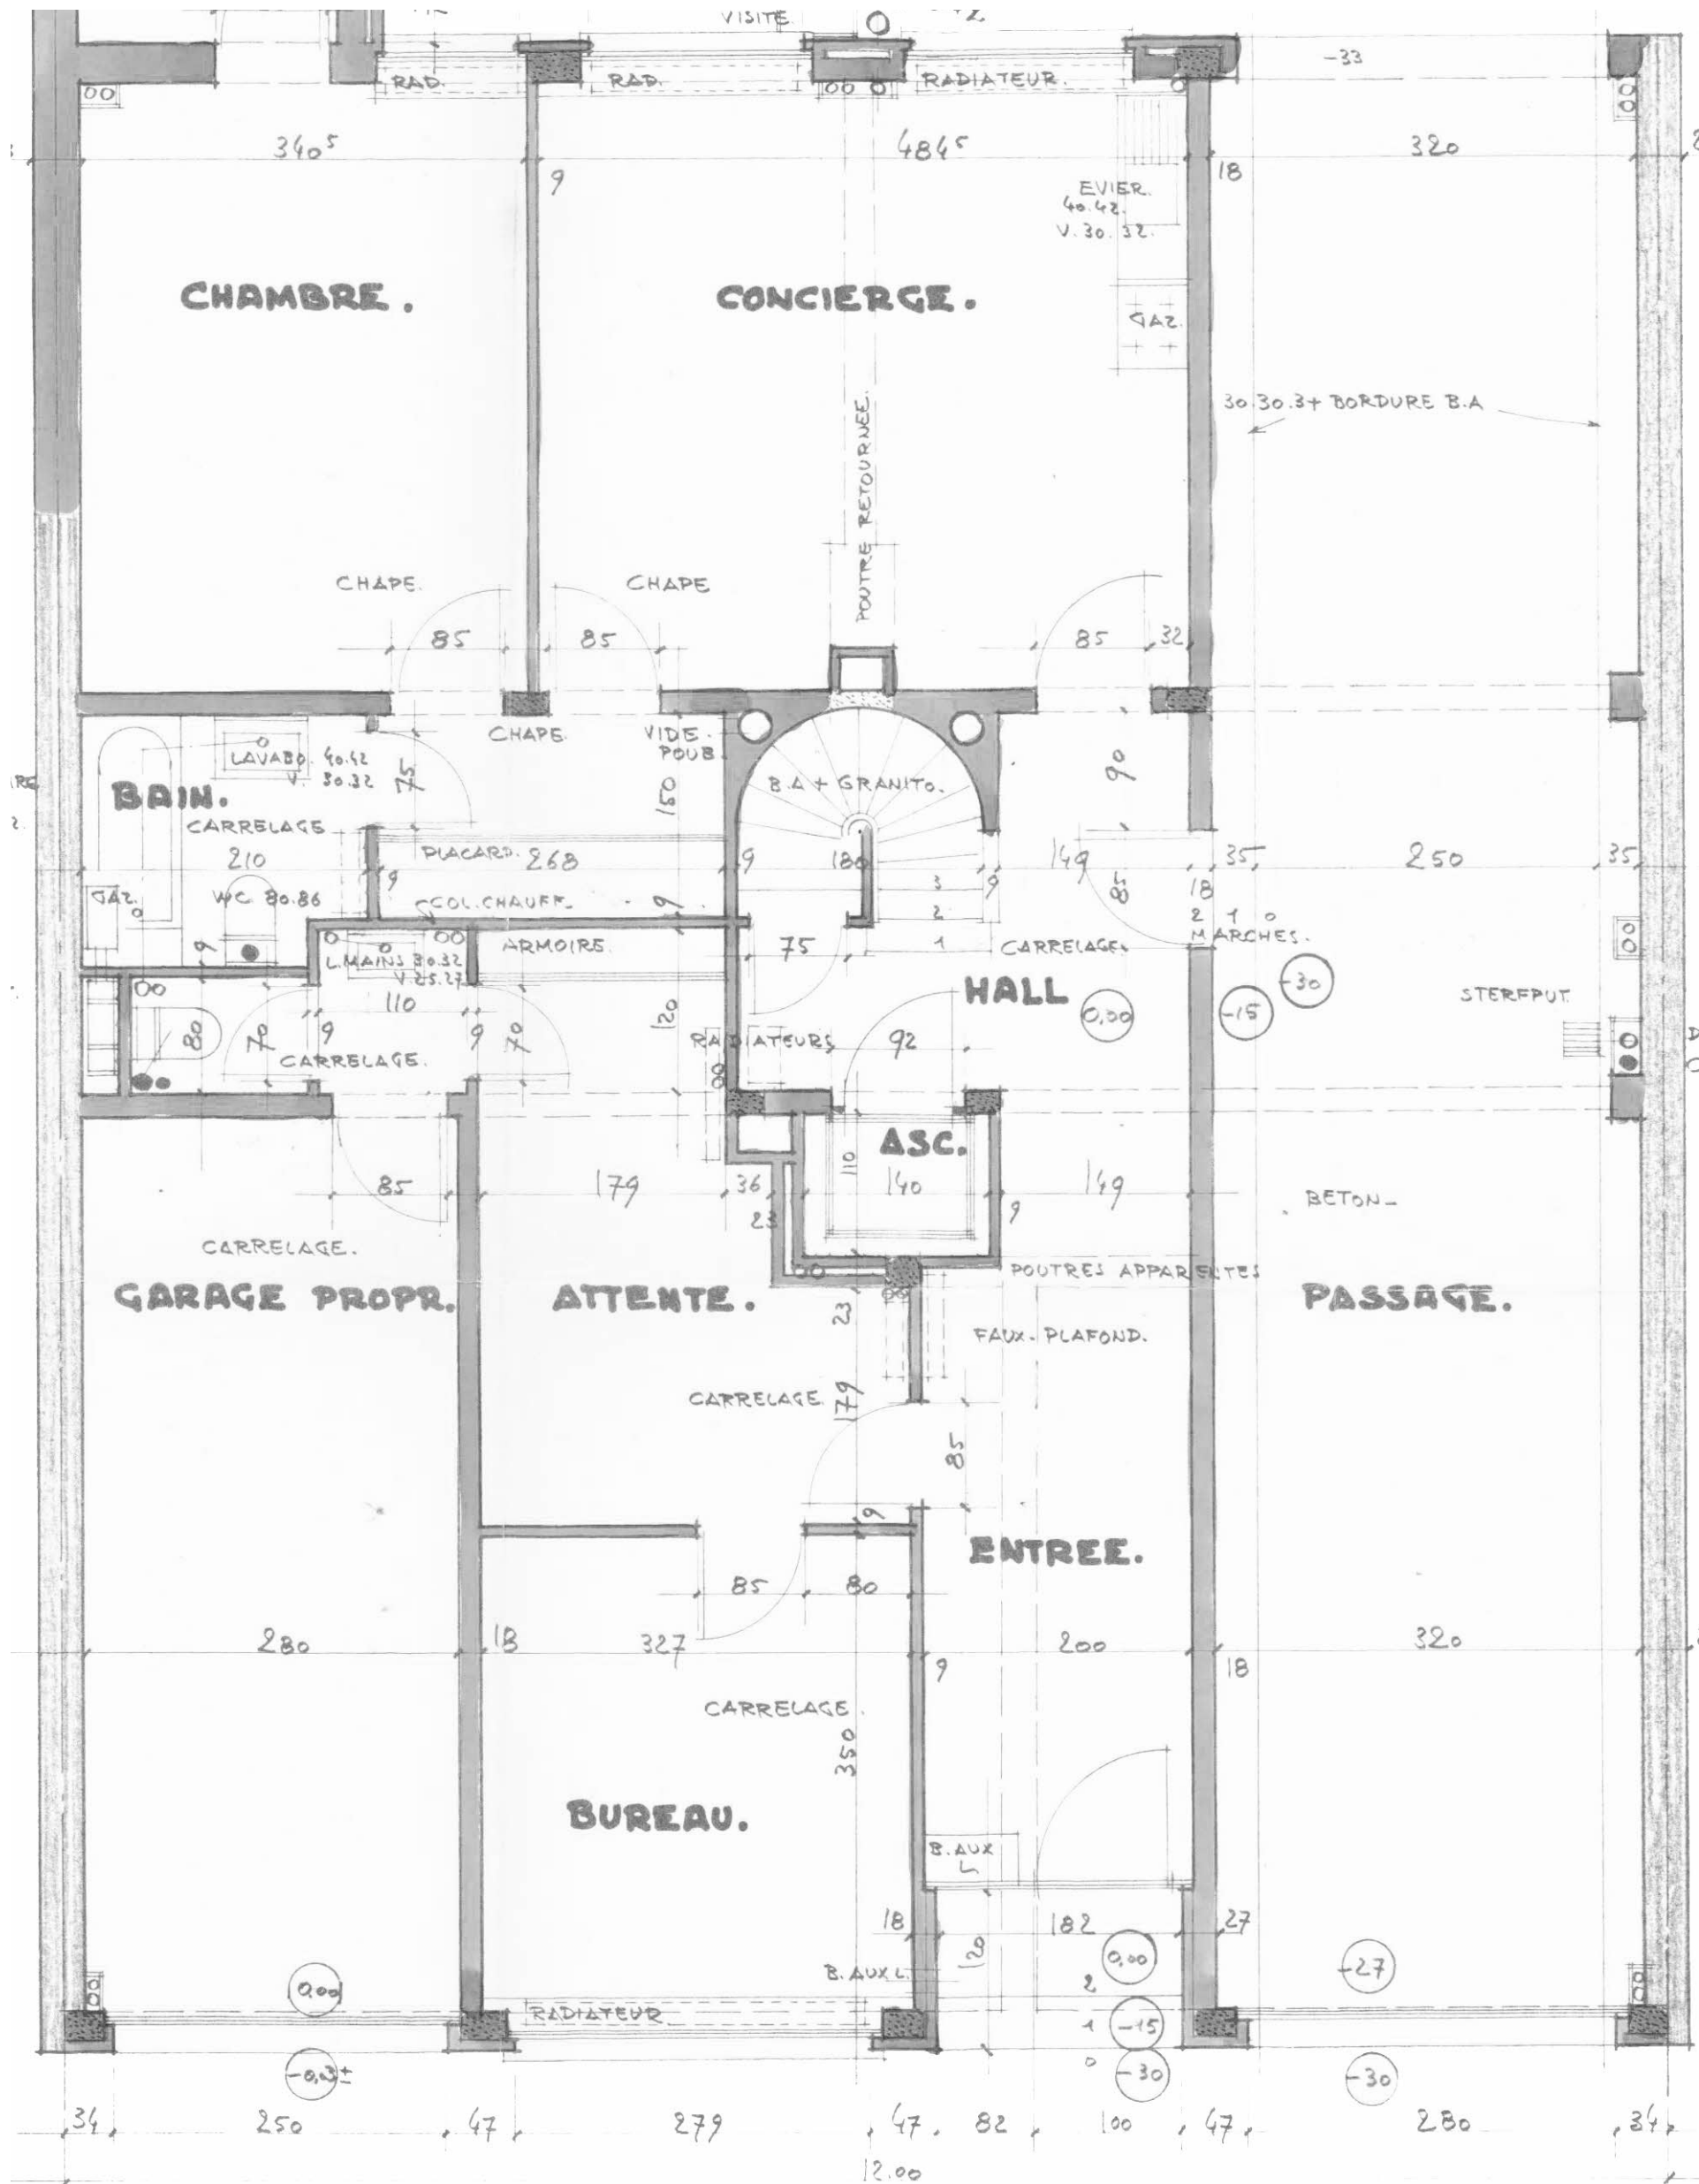 VISITE.
-33
RAD.
RAD.
RADIATEUR.
340⁵
484⁵
320
9
18
EVIER.
40.42.
V. 30.32.
CHAMBRE.
CONCIERGE.
GAZ.
30.30.3+ BORDURE B.A
POUTRE RETOURNEE.
CHAPE.
CHAPE
85
85
85
32
CHAPE.
VIDE-
POUB.
LAVABO. 40.42
V. 30.32
75
BAIN.
CARRELAGE
150
B.A + GRANITO.
90
210
9
PLACARD.
268
9
180
9
149
85
18
35
250
35
GAZ.
WC. 80.86
COL. CHAUFF.
9
3
2
1
2 1 0
MARCHES.
9
L. MAINS 30.32
V. 25.27
ARMOIRE.
75
CARRELAGE.
HALL
0,00
-15
-30
STERFPUT.
110
80
70
9
9
70
120
CARRELAGE.
RADIATEURS
92
ASC.
85
179
36
23
110
140
9
149
BETON-
CARRELAGE.
POUTRES APPARENTES
GARAGE PROPR.
ATTENTE.
PASSAGE.
23
FAUX-PLAFOND.
CARRELAGE.
179
85
9
ENTREE.
85
80
280
18
327
9
200
18
320
CARRELAGE.
350
BUREAU.
B. AUX
L.
18
120
182
27
0,00
-27
B. AUX L.
0,00
RADIATEUR.
2
1
-15
0
-30
-30
34
250
47
279
47
82
100
47
280
34
12.00